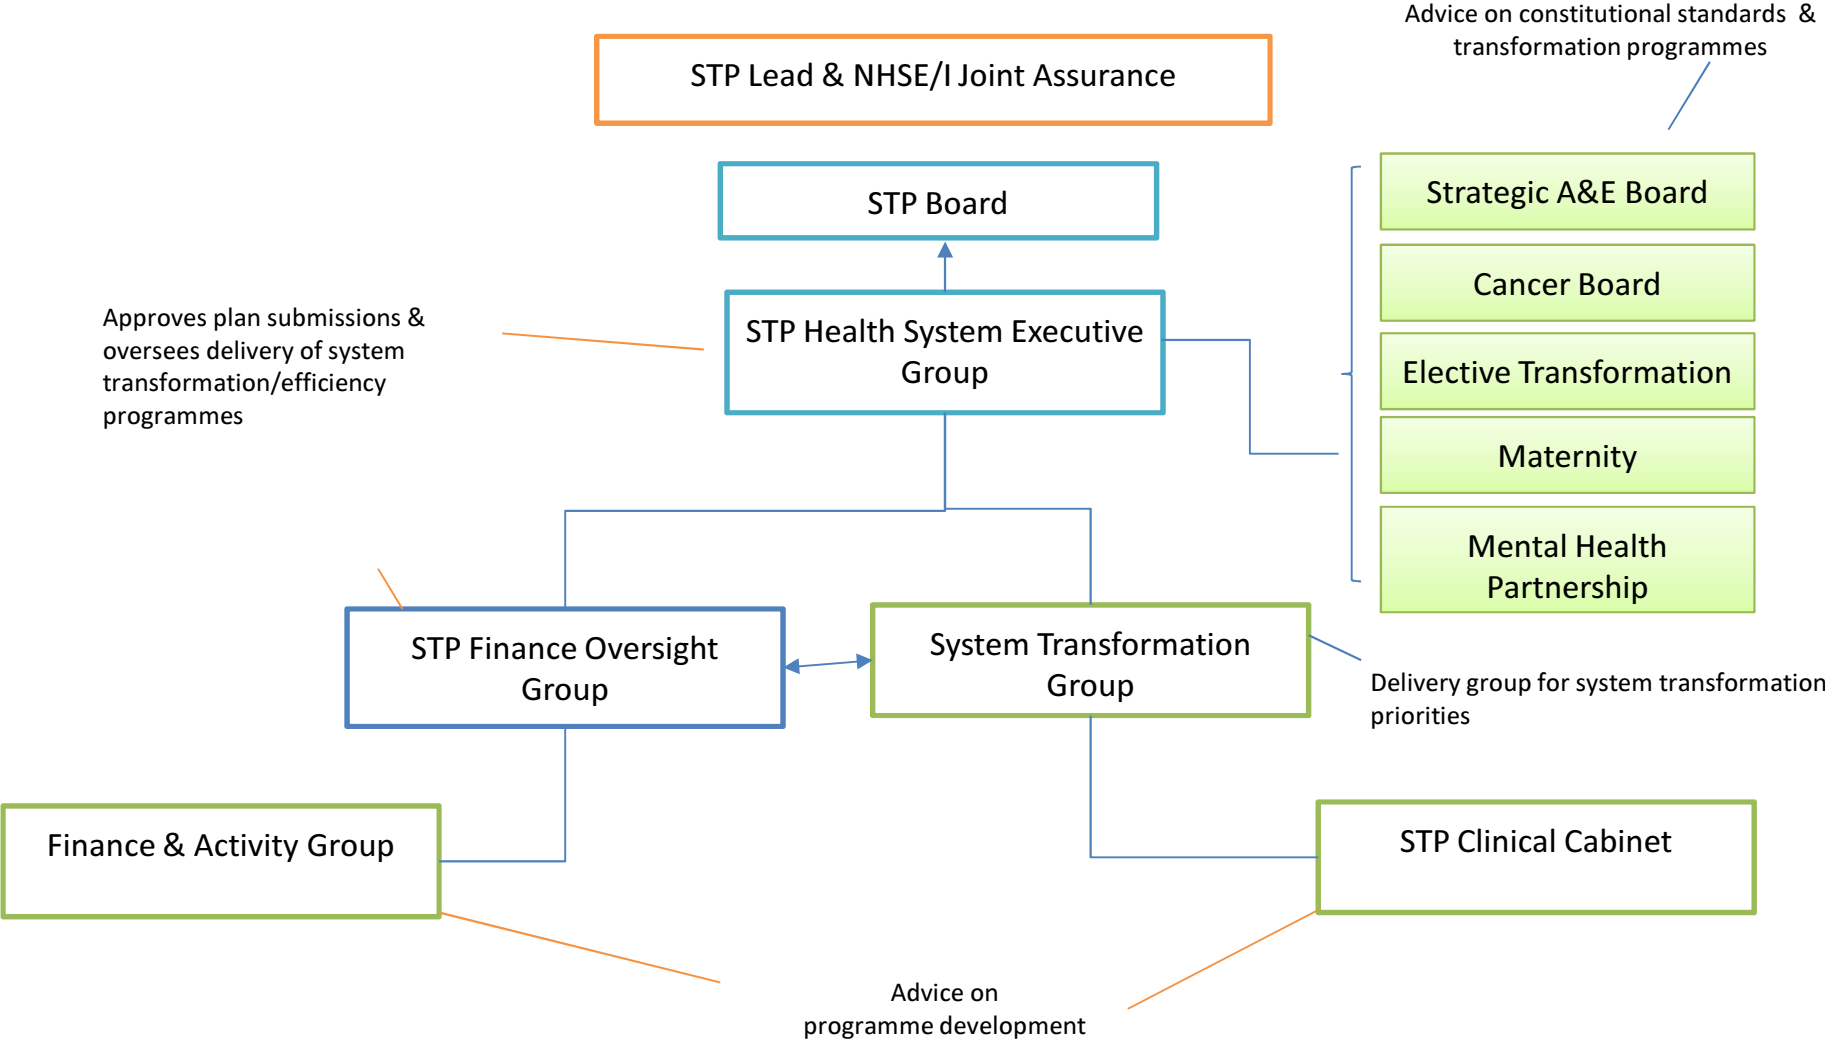 Advice on constitutional standards &
transformation programmes
STP Lead & NHSE/I Joint Assurance
STP Board
Strategic A&E Board
Cancer Board
Elective Transformation
Maternity
Mental Health
Partnership
Approves plan submissions &
oversees delivery of system
transformation/efficiency
programmes
STP Health System Executive
Group
STP Finance Oversight
Group
System Transformation
Group
Delivery group for system transformation
priorities
Finance & Activity Group
STP Clinical Cabinet
Advice on
programme development